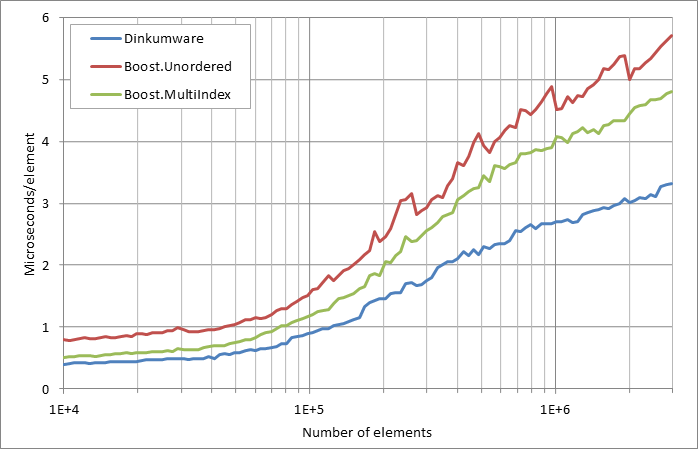 6
5
4
3
2
1
0
Microseconds/element
Dinkumware
Boost.Unordered
Boost.MultiIndex
1E+4 1E+5 1E+6
Number of elements